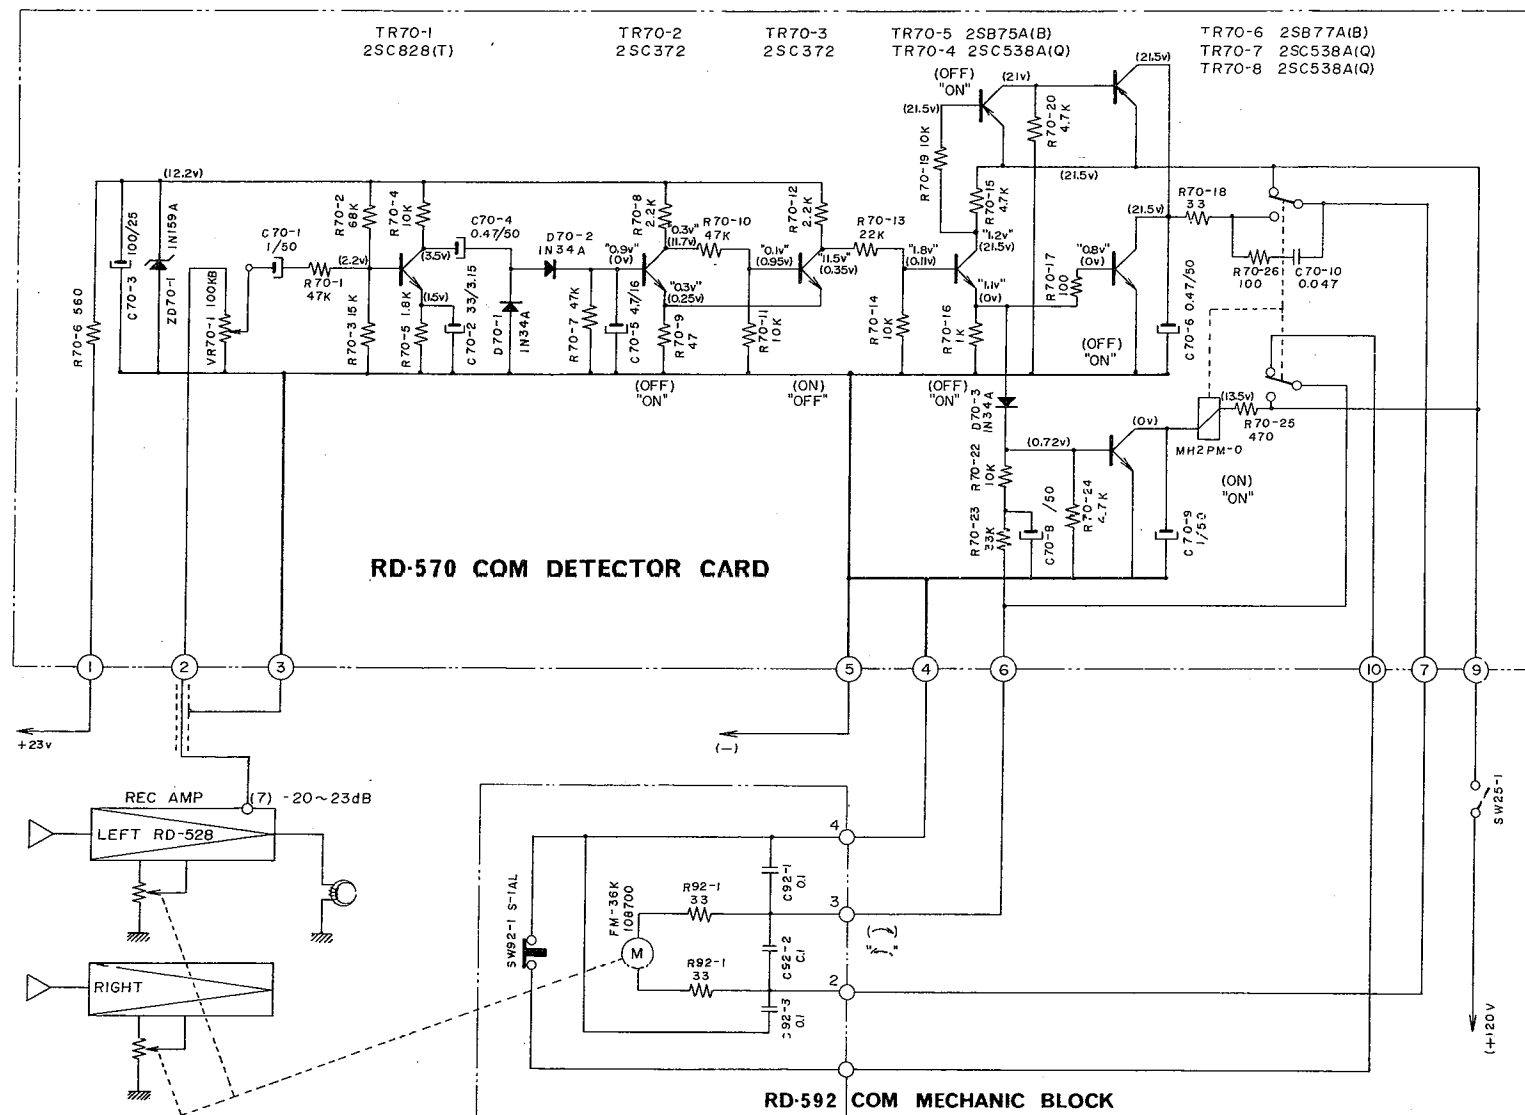 TR70-1
2SC828(T)
TR70-2
2SC372
TR70-3
2SC372
TR70-5 2SB75A(B)
TR70-4 2SC538A(Q)
TR70-6 2SB77A(B)
TR70-7 2SC538A(Q)
TR70-8 2SC538A(Q)
(OFF)
"ON"
(21v)
(21.5v)
(21.5v)
R70-20
4.7K
R70-19 10K
(12.2v)
C70-3 100/25
ZD70-1 1N159A
VR70-1 100KB
R70-6 560
C70-1
1/50
R70-1
47K
R70-2
68K
R70-4
10K
(2.2v)
(3.5v)
(1.5v)
R70-3 15K
R70-5 1.8K
C70-2 33/3.15
C70-4
0.47/50
D70-1
1N34A
D70-2
1N34A
R70-7 47K
C70-5 4.7/16
"0.9v"
(0v)
R70-8
2.2K
"0.3v"
(11.7v)
"0.3v"
(0.25v)
R70-9
47
R70-10
47K
R70-11
10K
"0.1v"
(0.95v)
R70-12
2.2K
"11.5v"
(0.35v)
R70-13
22K
R70-14
10K
"1.8v"
(0.11v)
R70-15
4.7K
"1.2v"
(21.5v)
"1.1v"
(0v)
R70-16
1K
R70-17
100
"0.8v"
(0v)
(21.5v)
(21.5v)
R70-18
33
R70-26
100
C70-10
0.047
C70-6 0.47/50
(OFF)
"ON"
(ON)
"OFF"
(OFF)
"ON"
(OFF)
"ON"
D70-3
1N34A
(0.72v)
R70-22
10K
R70-23
33K
C70-8 /50
R70-24
4.7K
(0v)
C70-9
1/50
MH2PM-0
(13.5v)
R70-25
470
(ON)
"ON"
RD-570 COM DETECTOR CARD
1
2
3
5
4
6
10
7
9
+23v
(—)
REC AMP
(7) -20~23dB
LEFT RD-528
RIGHT
SW25-1
(+120V
4
3
2
SW92-1 S-1AL
FM-36K
108700
M
R92-1
33
R92-1
33
C92-1
0.1
C92-2
0.1
C92-3
0.1
RD-592 COM MECHANIC BLOCK